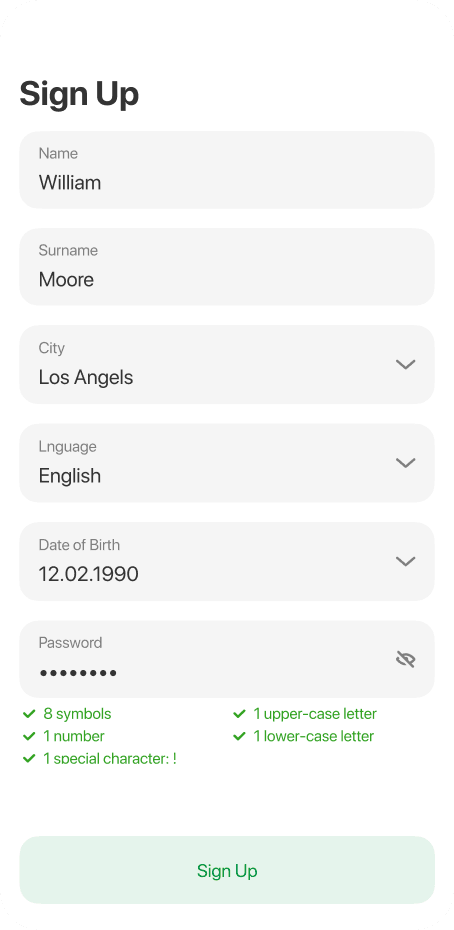 Sign Up
Name
William
Surname
Moore
City
Los Angels
Lnguage
English
Date of Birth
12.02.1990
Password
••••••••
8 symbols
1 upper-case letter
1 number
1 lower-case letter
1 special character: !
Sign Up